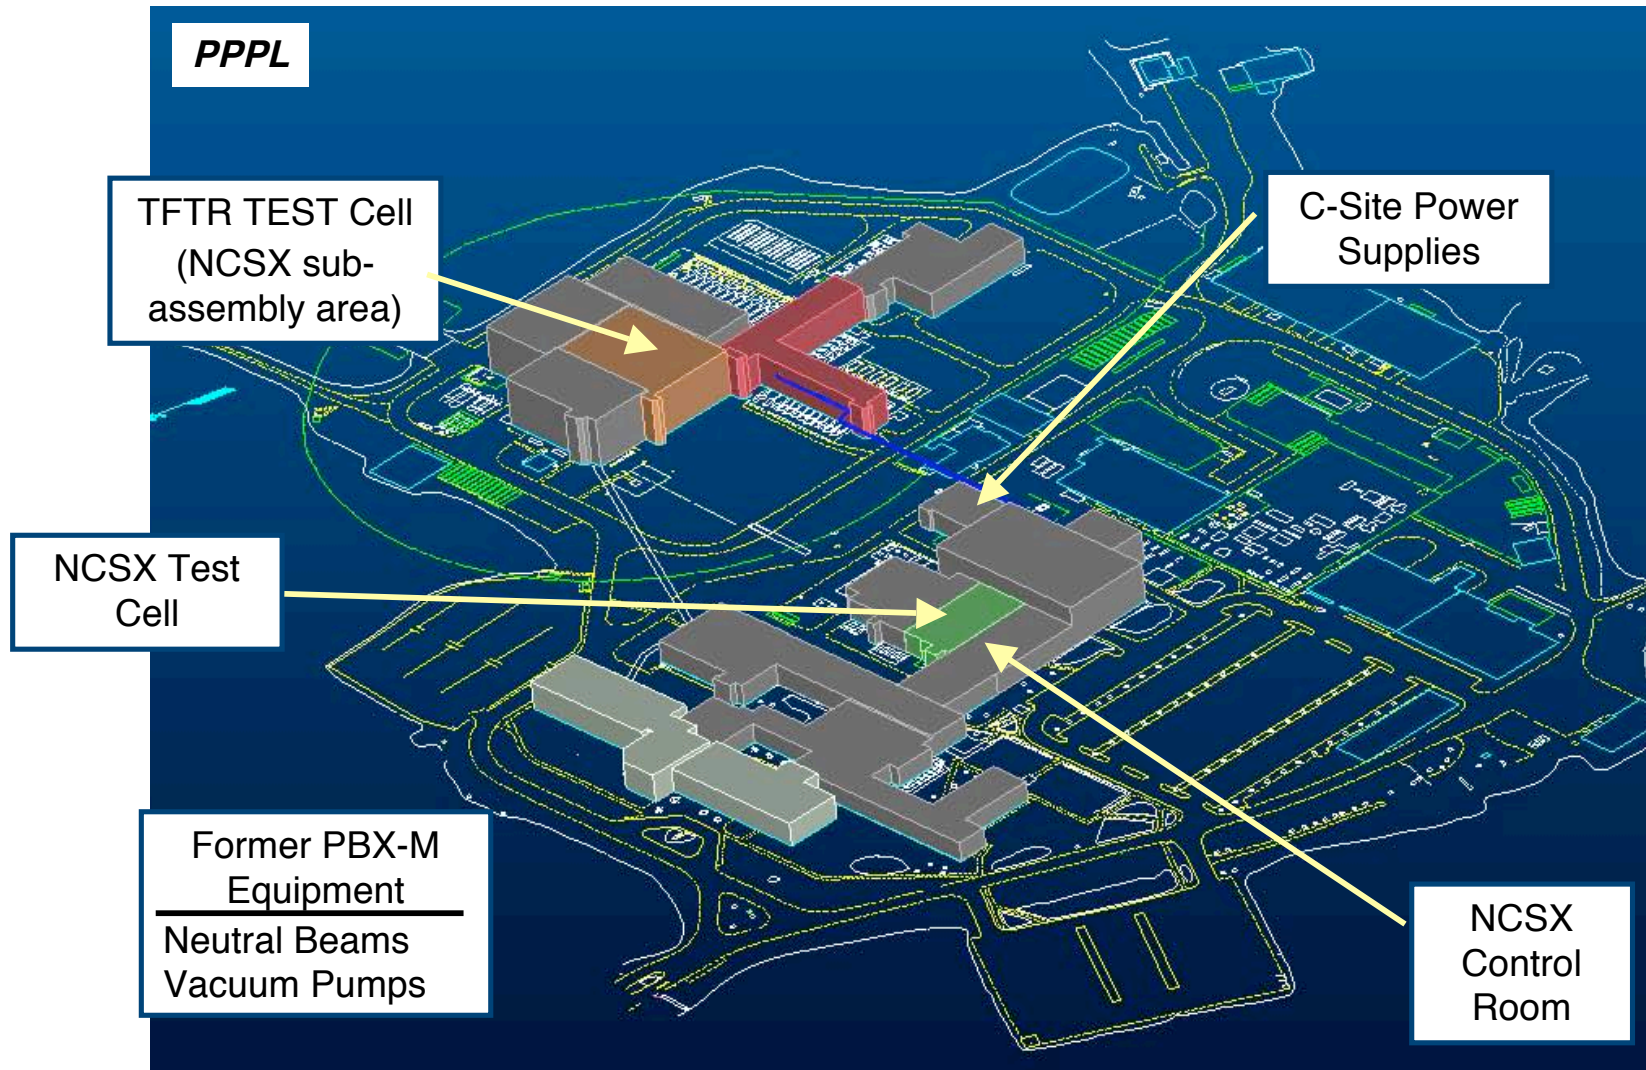 PPPL
TFTR TEST Cell
(NCSX sub-
assembly area)
C-Site Power
Supplies
NCSX Test
Cell
Former PBX-M
Equipment
Neutral Beams
Vacuum Pumps
NCSX
Control
Room